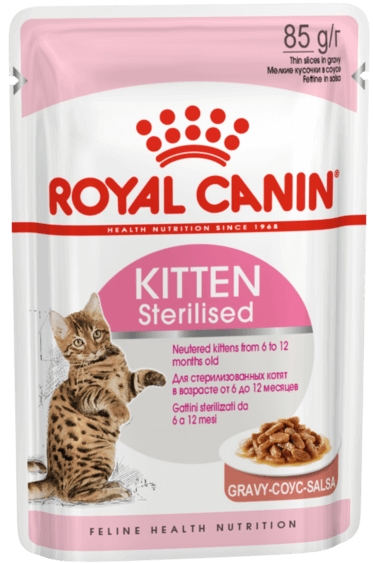 85 g/r
Thin slices in gravy
Мелкие кусочки в соусе
Fettine in salsa
ROYAL CANIN®
HEALTH NUTRITION SINCE 1968
KITTEN
Sterilised
Neutered kittens from 6 to 12
months old
Для стерилизованных котят
в возрасте от 6 до 12 месяцев
Gattini sterilizzati da
6 a 12 mesi
GRAVY-СОУС-SALSA
FELINE HEALTH NUTRITION